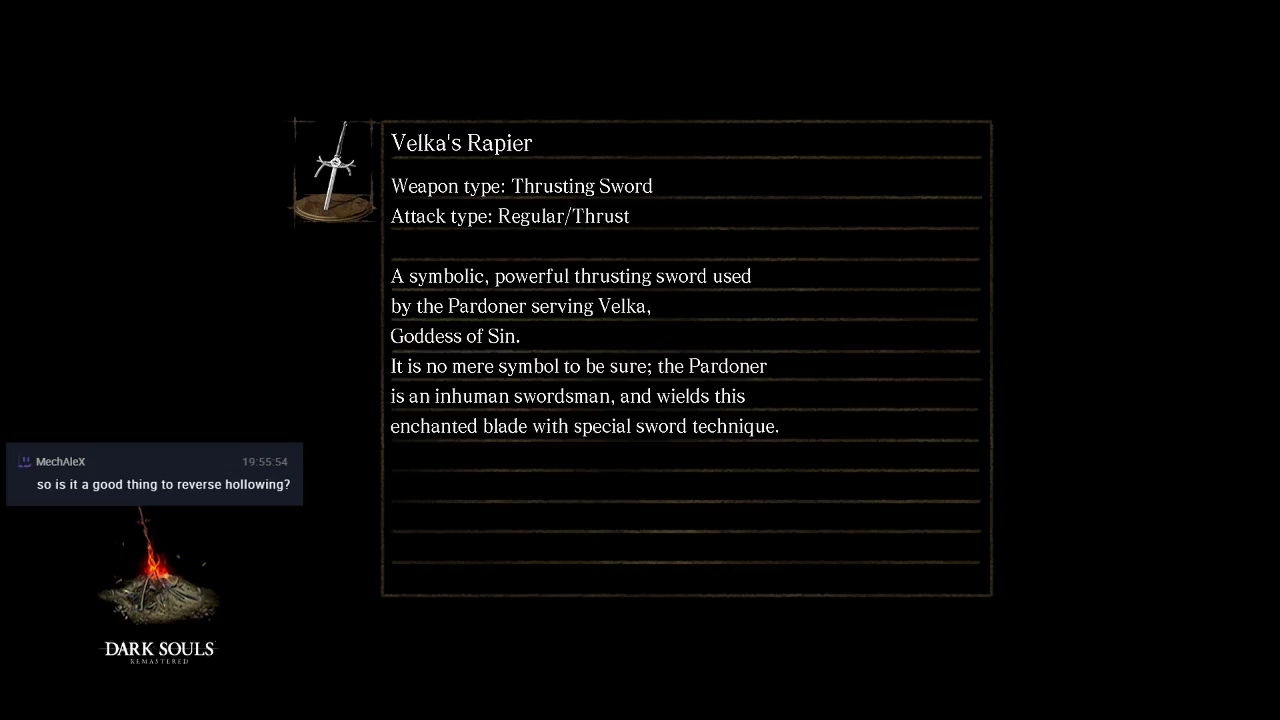 Velka's Rapier
Weapon type: Thrusting Sword
Attack type: Regular/Thrust
A symbolic, powerful thrusting sword used
by the Pardoner serving Velka,
Goddess of Sin.
It is no mere symbol to be sure; the Pardoner
is an inhuman swordsman, and wields this
enchanted blade with special sword technique.
MechAleX 19:55:54
so is it a good thing to reverse hollowing?
DARK SOULS
REMASTERED